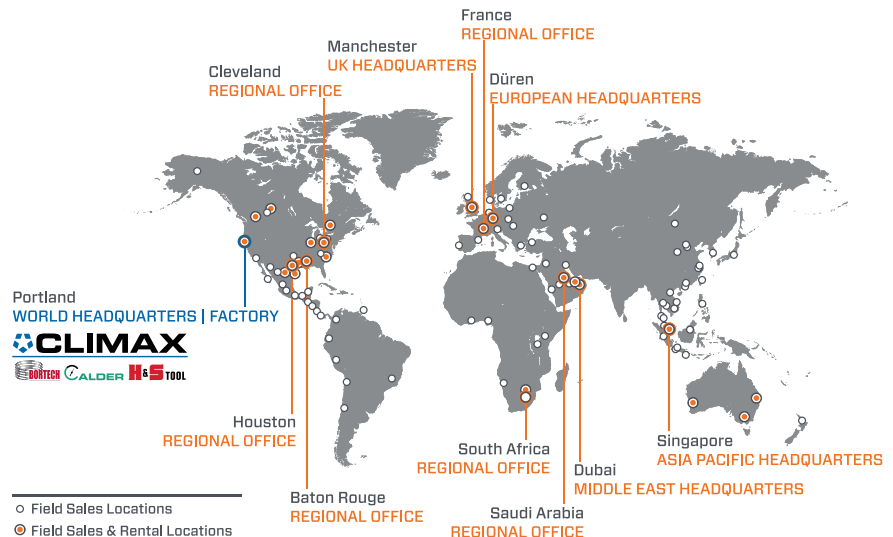 France
REGIONAL OFFICE
Manchester
UK HEADQUARTERS
Cleveland
REGIONAL OFFICE
Düren
EUROPEAN HEADQUARTERS
Portland
WORLD HEADQUARTERS | FACTORY
CLIMAX
BORTECH CALDER H&S TOOL
Houston
REGIONAL OFFICE
Baton Rouge
REGIONAL OFFICE
South Africa
REGIONAL OFFICE
Saudi Arabia
REGIONAL OFFICE
Dubai
MIDDLE EAST HEADQUARTERS
Singapore
ASIA PACIFIC HEADQUARTERS
Field Sales Locations
Field Sales & Rental Locations